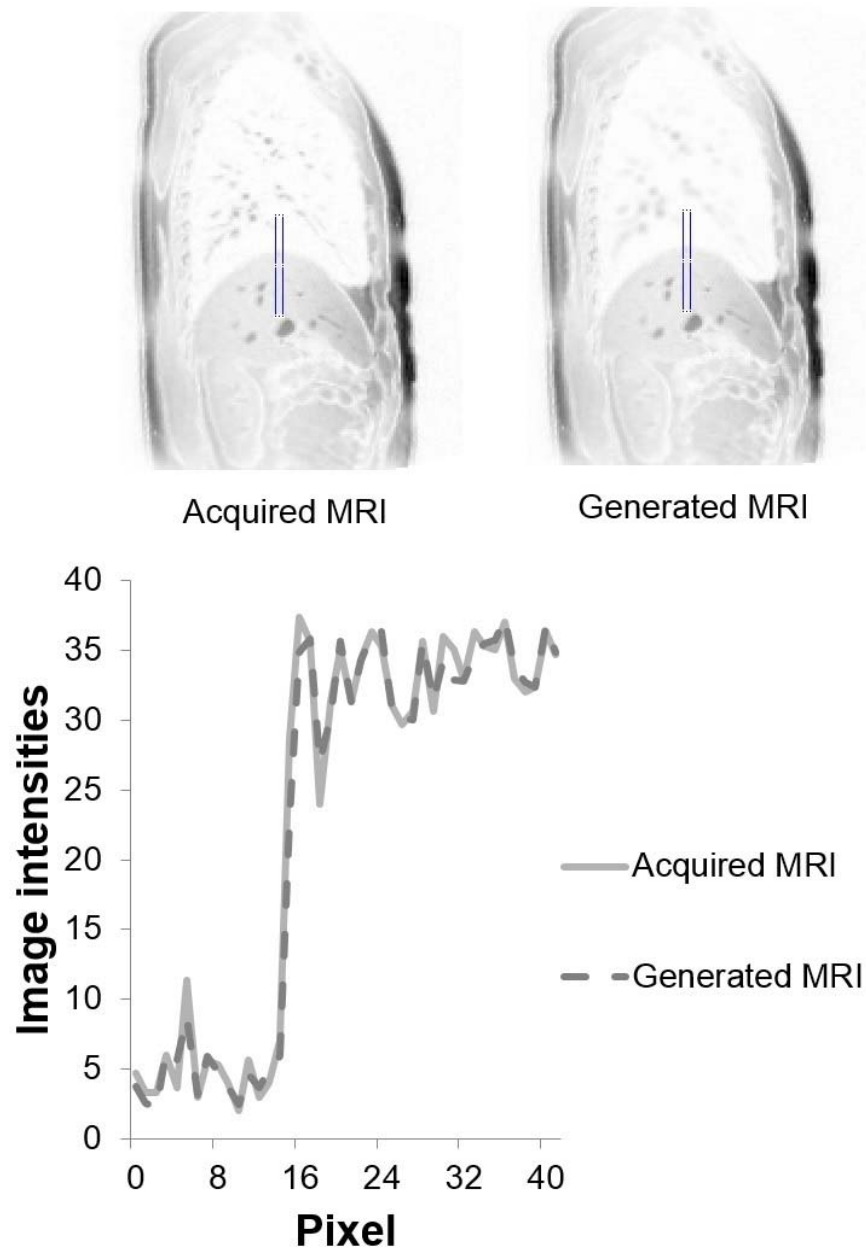 Acquired MRI
Generated MRI
Image intensities
40
35
30
25
20
15
10
5
0
Acquired MRI
Generated MRI
0 8 16 24 32 40
Pixel